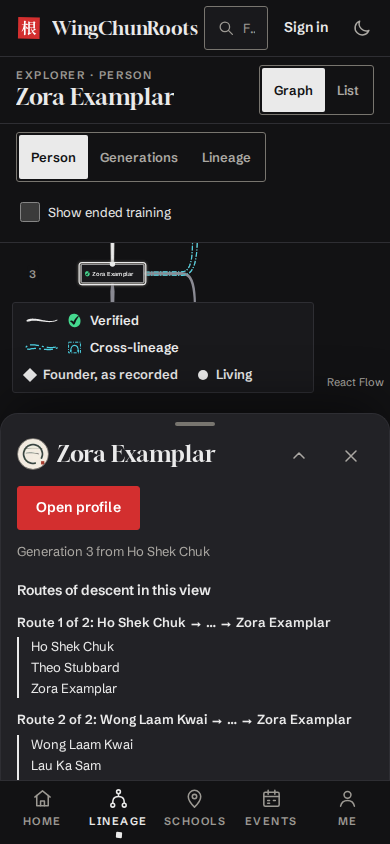 根 WingChunRoots F.. Sign in
EXPLORER · PERSON
Zora Examplar
Graph List
Person Generations Lineage
Show ended training
3
Zora Examplar
Verified
Cross-lineage
Founder, as recorded Living
React Flow
Zora Examplar
Open profile
Generation 3 from Ho Shek Chuk
Routes of descent in this view
Route 1 of 2: Ho Shek Chuk → … → Zora Examplar
Ho Shek Chuk
Theo Stubbard
Zora Examplar
Route 2 of 2: Wong Laam Kwai → … → Zora Examplar
Wong Laam Kwai
Lau Ka Sam
HOME LINEAGE SCHOOLS EVENTS ME